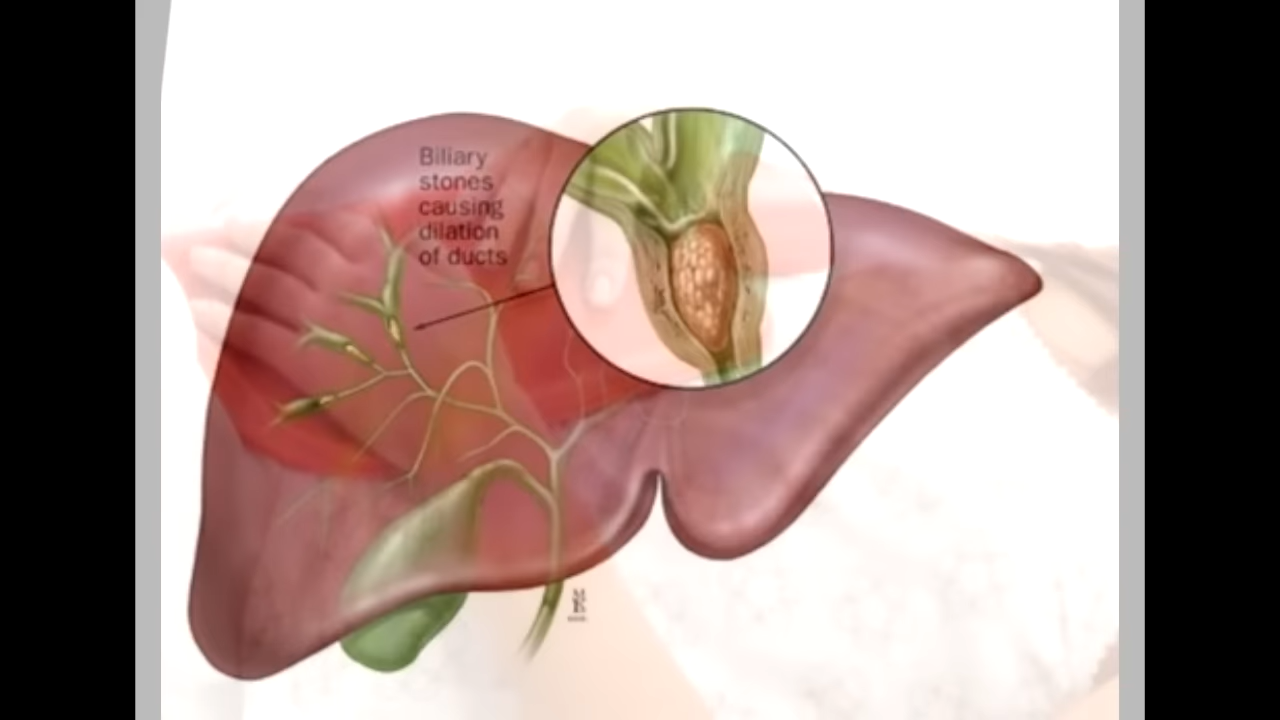 Biliary
stones
causing
dilation
of ducts